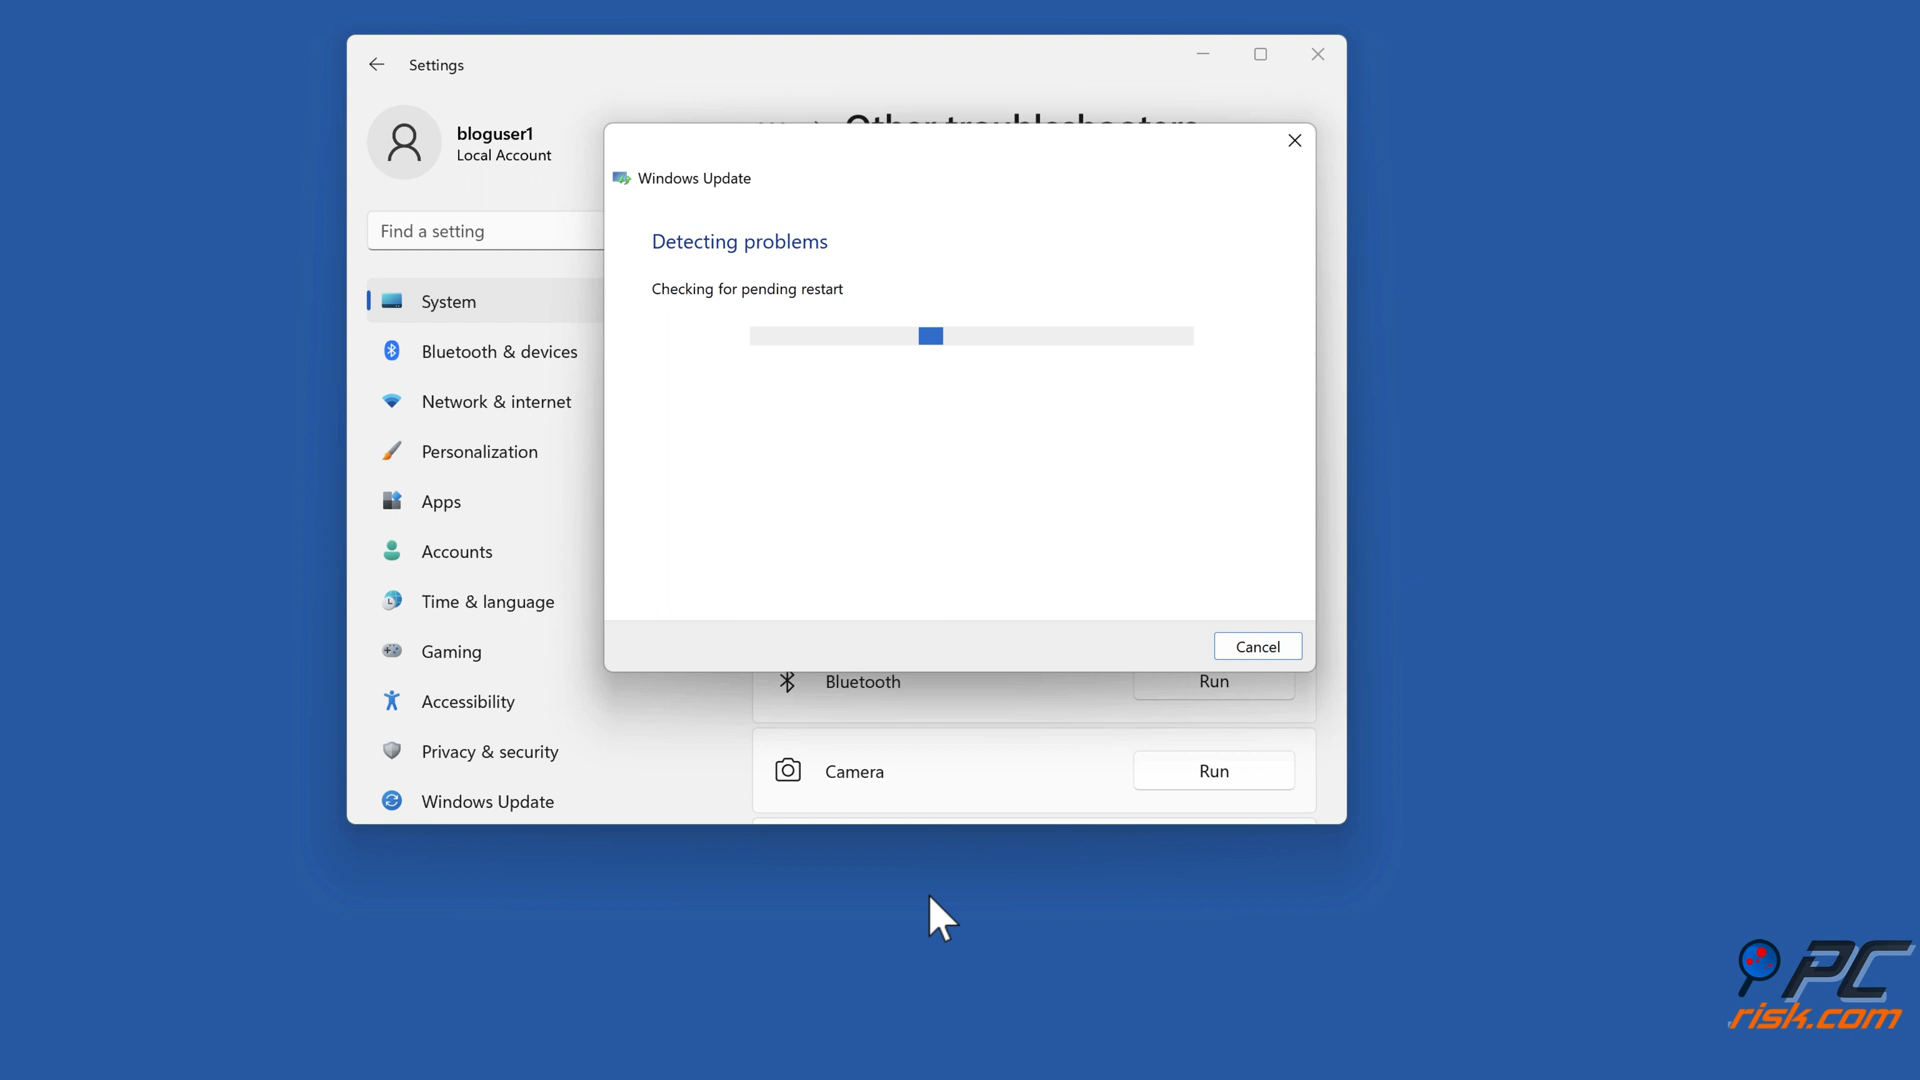 Settings
bloguser1
Local Account
Find a setting
System
Bluetooth & devices
Network & internet
Personalization
Apps
Accounts
Time & language
Gaming
Accessibility
Privacy & security
Windows Update
Other troubleshooters
Windows Update
Detecting problems
Checking for pending restart
Cancel
Bluetooth
Run
Camera
Run
PC
risk.com